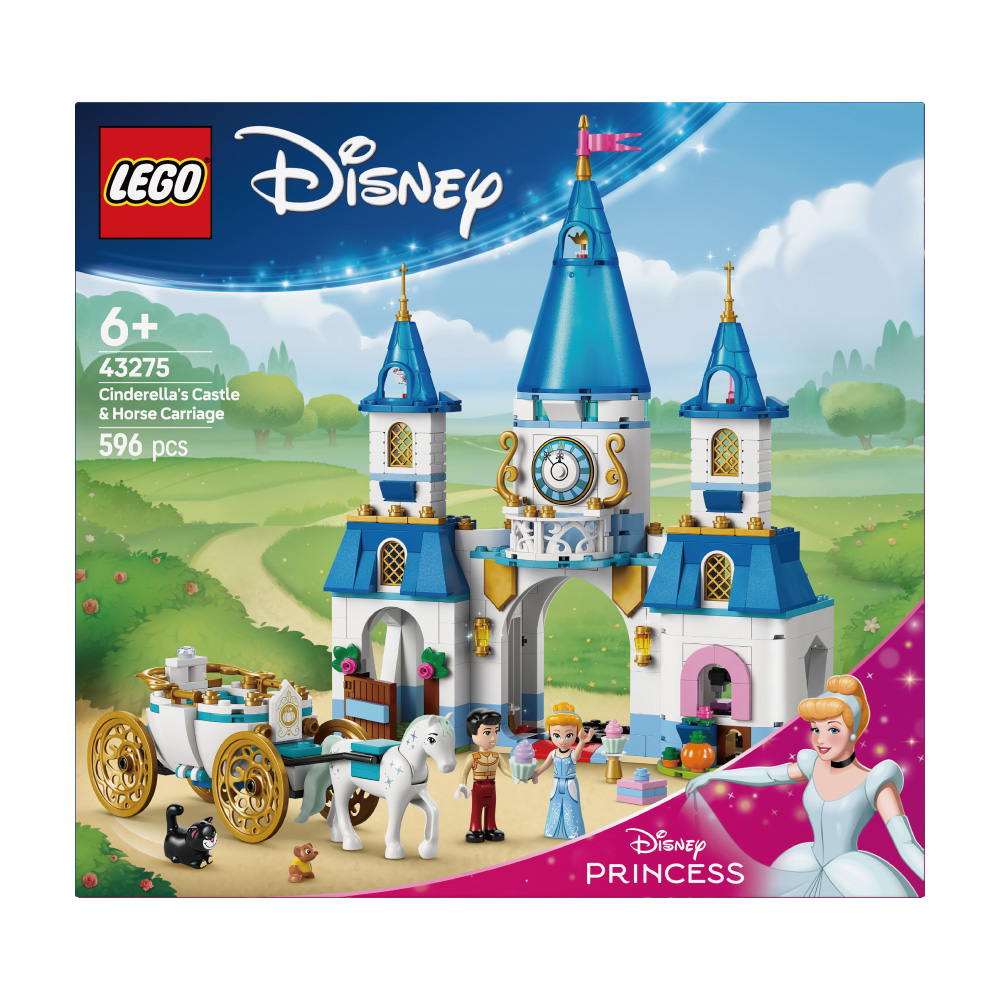 LEGO
DISNEY
6+
43275
Cinderella's Castle
& Horse Carriage
596 pcs
DISNEY
PRINCESS